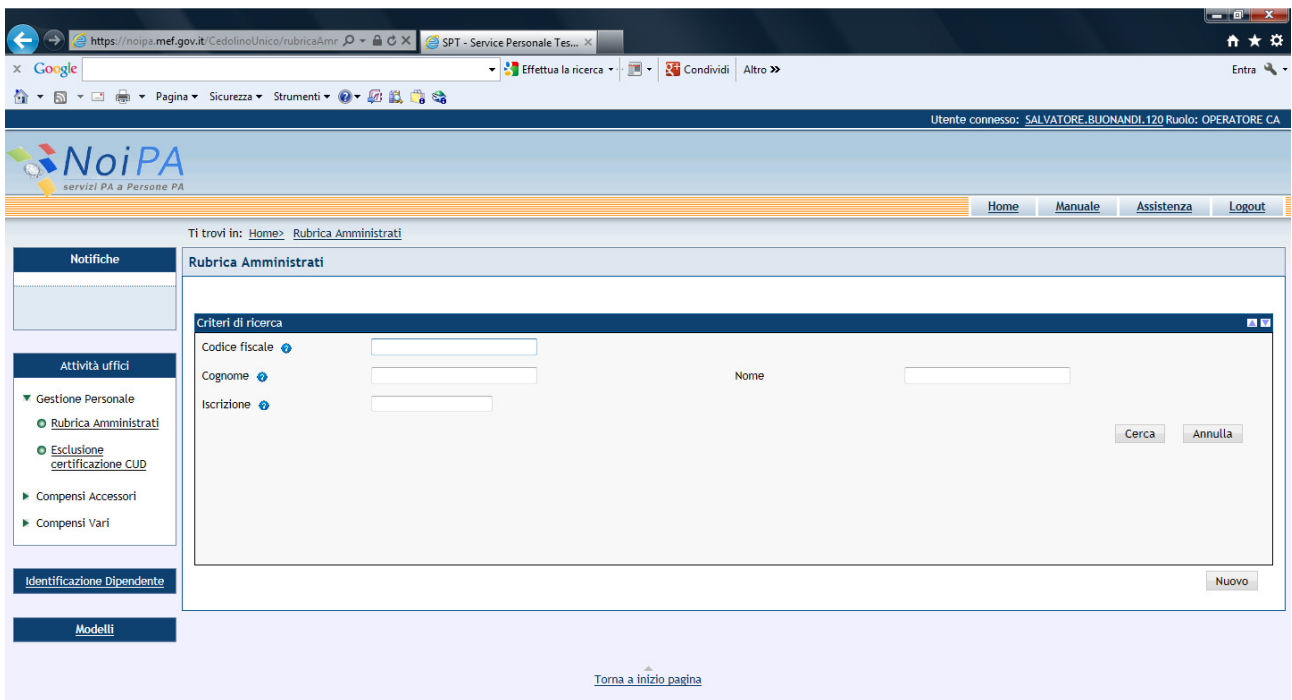 https://noipa.mef.gov.it/CedolinoUnico/rubricaAmr
SPT - Service Personale Tes...
x Google
Effettua la ricerca
Condividi
Altro »
Entra
Pagina Sicurezza Strumenti
Utente connesso: SALVATORE.BUONANDI.120 Ruolo: OPERATORE CA
NoiPA
servizi PA a Persone PA
Home Manuale Assistenza Logout
Ti trovi in: Home> Rubrica Amministrati
Notifiche
Rubrica Amministrati
Criteri di ricerca
Codice fiscale
Cognome
Nome
Iscrizione
Cerca Annulla
Nuovo
Attività uffici
Gestione Personale
Rubrica Amministrati
Esclusione
certificazione CUD
Compensi Accessori
Compensi Vari
Identificazione Dipendente
Modelli
Torna a inizio pagina